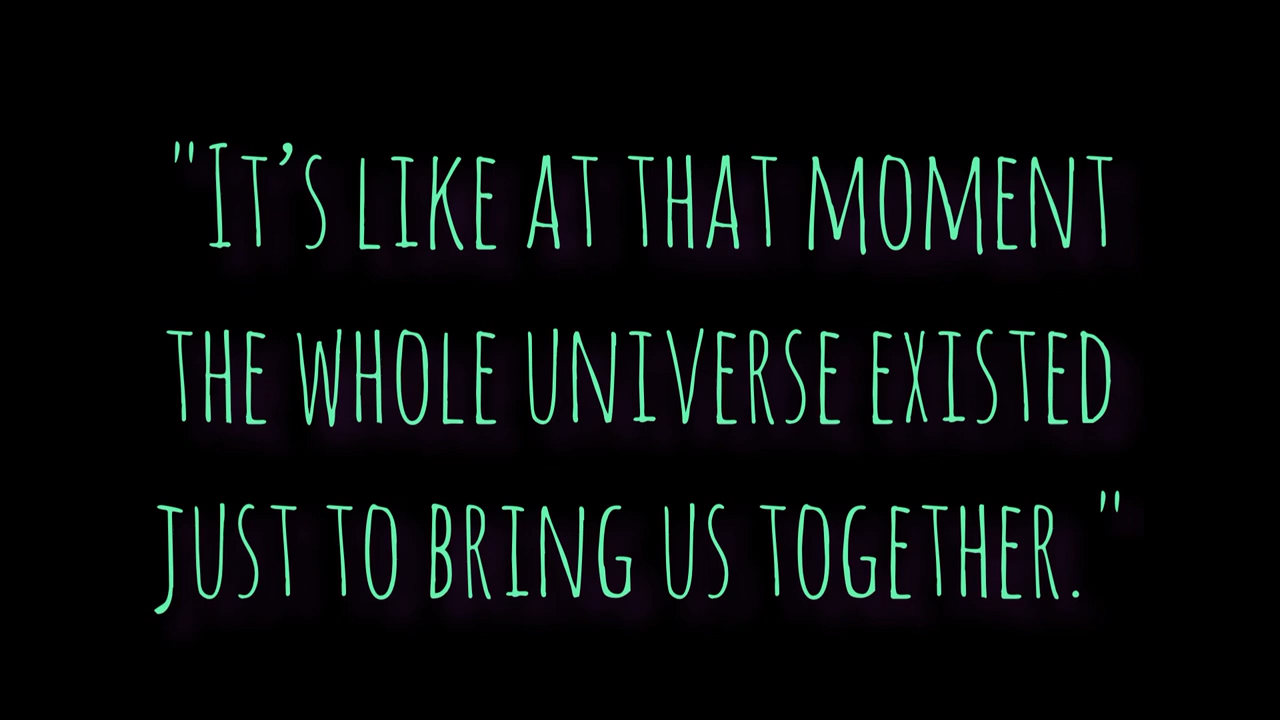 "It’s like at that moment
the whole universe existed
just to bring us together."